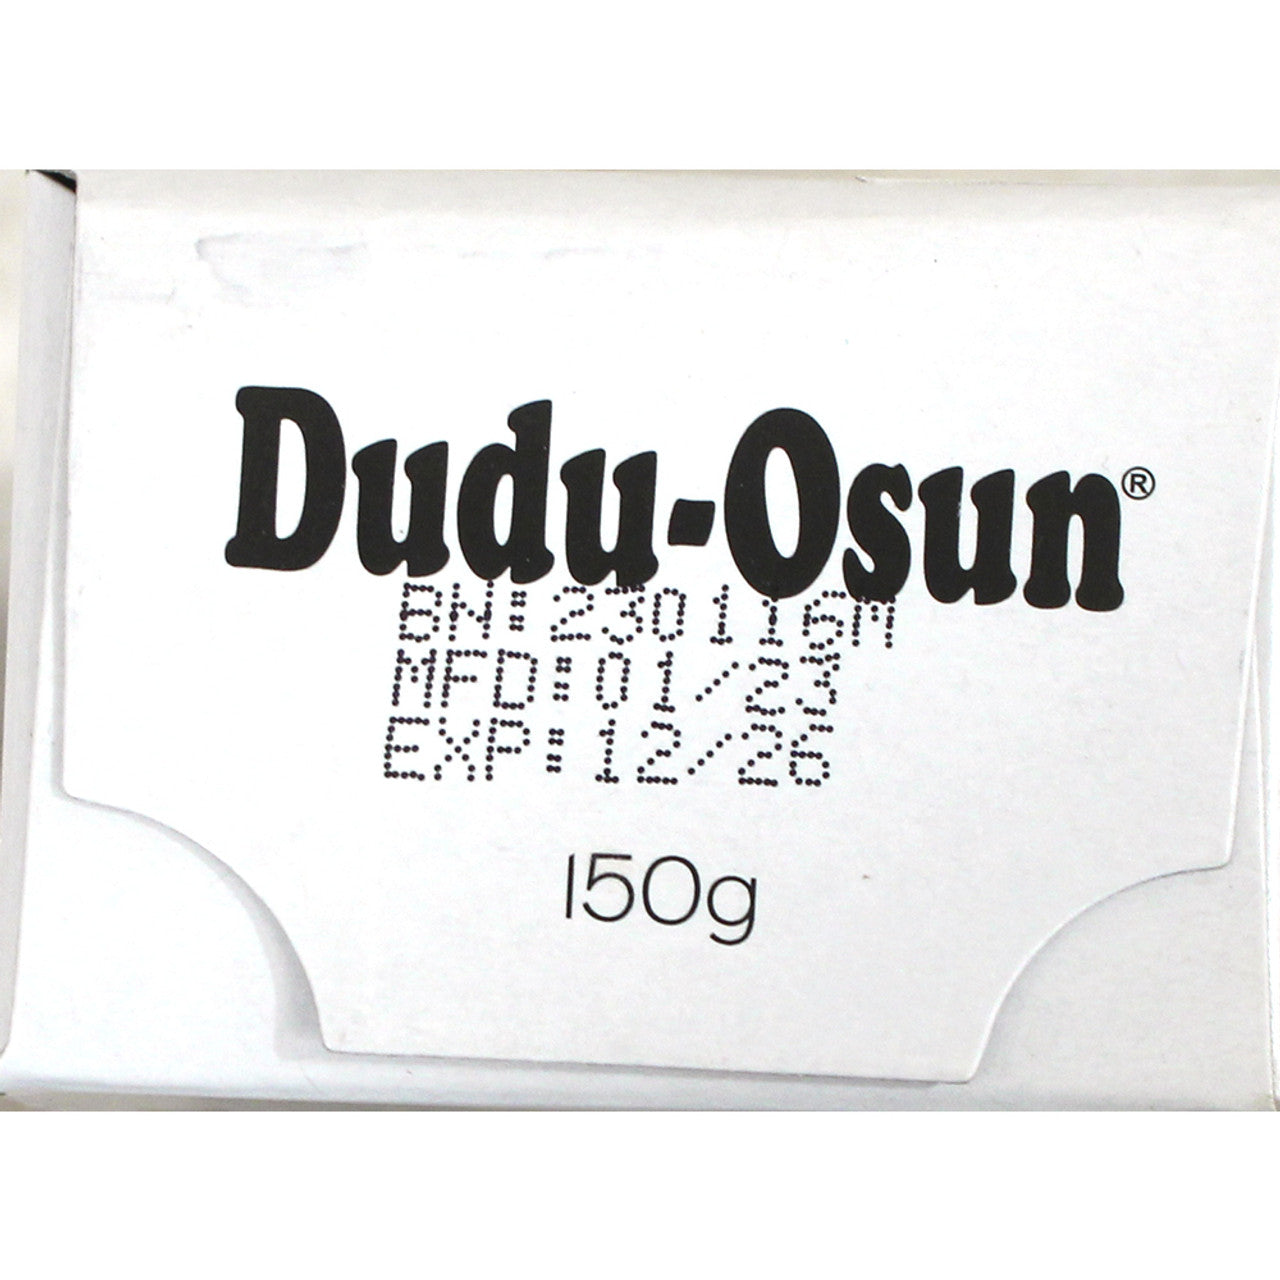 Dudu-Osun®
BN:230116M
MFD:01/23
EXP:12/26
150g